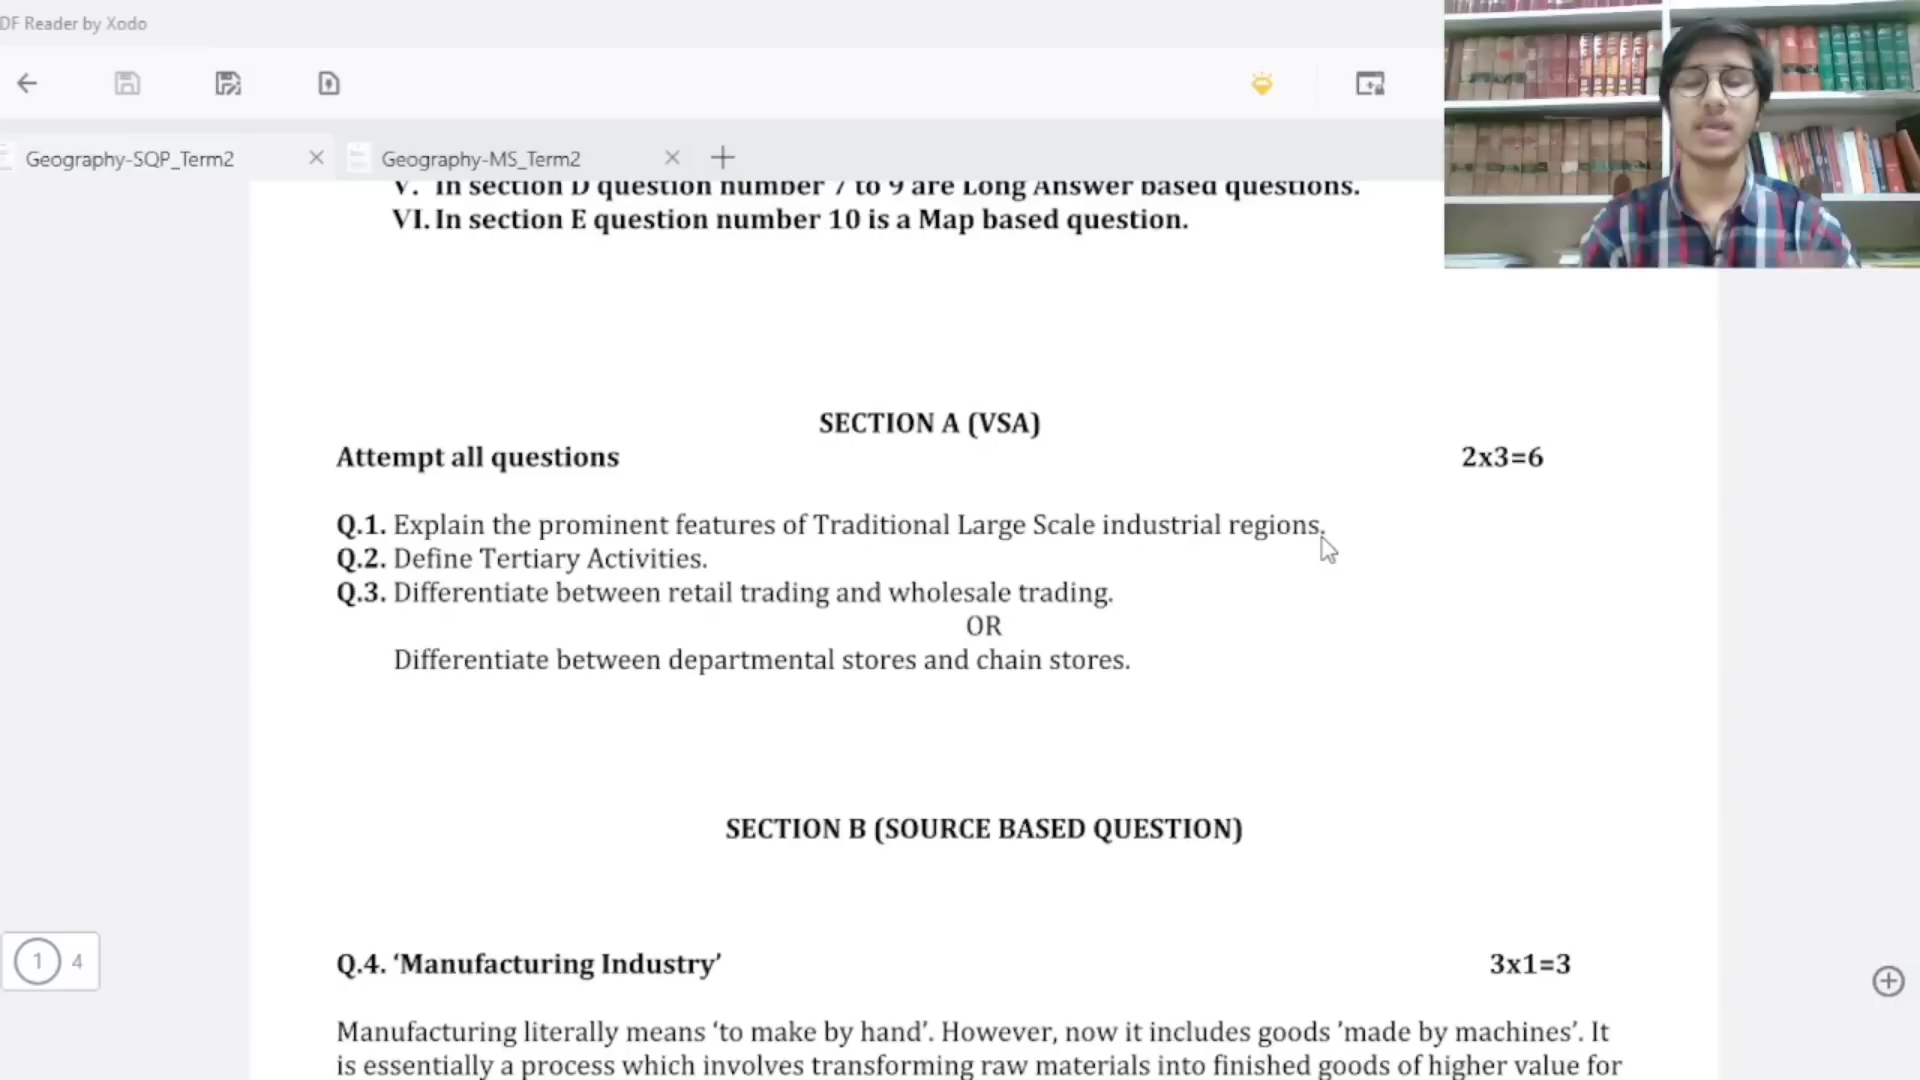 DF Reader by Xodo
Geography-SQP_Term2
Geography-MS_Term2
V. In section D question number 7 to 9 are Long Answer based questions.
VI. In section E question number 10 is a Map based question.
SECTION A (VSA)
Attempt all questions 2x3=6
Q.1. Explain the prominent features of Traditional Large Scale industrial regions.
Q.2. Define Tertiary Activities.
Q.3. Differentiate between retail trading and wholesale trading.
OR
Differentiate between departmental stores and chain stores.
SECTION B (SOURCE BASED QUESTION)
Q.4. ‘Manufacturing Industry’ 3x1=3
1 4
Manufacturing literally means ‘to make by hand’. However, now it includes goods ’made by machines’. It
is essentially a process which involves transforming raw materials into finished goods of higher value for